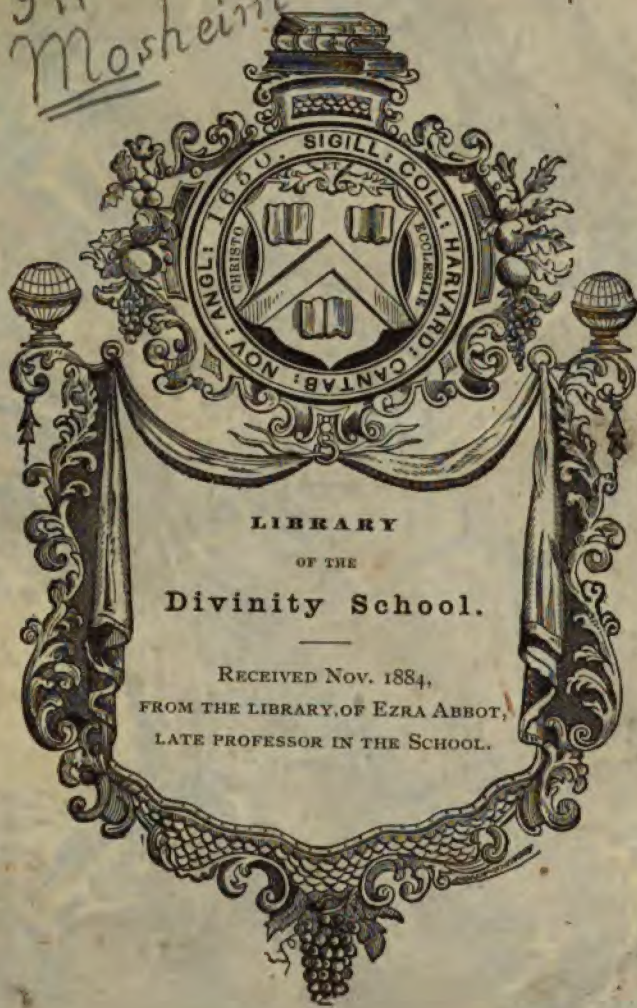 Mosheim
SIGILL: COLL: HARVARD: CANTAB: NOV: ANGL: 1650.
ET
CHRISTO
ECCLESIAE
LIBRARY
OF THE
Divinity School.
RECEIVED NOV. 1884,
FROM THE LIBRARY OF EZRA ABBOT,
LATE PROFESSOR IN THE SCHOOL.